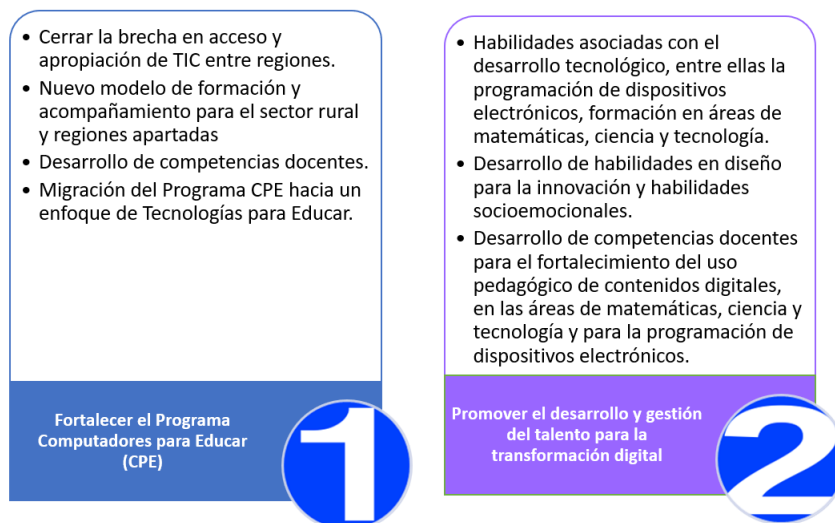 • Cerrar la brecha en acceso y
apropiación de TIC entre regiones.
• Nuevo modelo de formación y
acompañamiento para el sector rural
y regiones apartadas
• Desarrollo de competencias docentes.
• Migración del Programa CPE hacia un
enfoque de Tecnologías para Educar.
Fortalecer el Programa
Computadores para Educar
(CPE)
1
• Habilidades asociadas con el
desarrollo tecnológico, entre ellas la
programación de dispositivos
electrónicos, formación en áreas de
matemáticas, ciencia y tecnología.
• Desarrollo de habilidades en diseño
para la innovación y habilidades
socioemocionales.
• Desarrollo de competencias docentes
para el fortalecimiento del uso
pedagógico de contenidos digitales,
en las áreas de matemáticas, ciencia y
tecnología y para la programación de
dispositivos electrónicos.
Promover el desarrollo y gestión
del talento para la
transformación digital
2